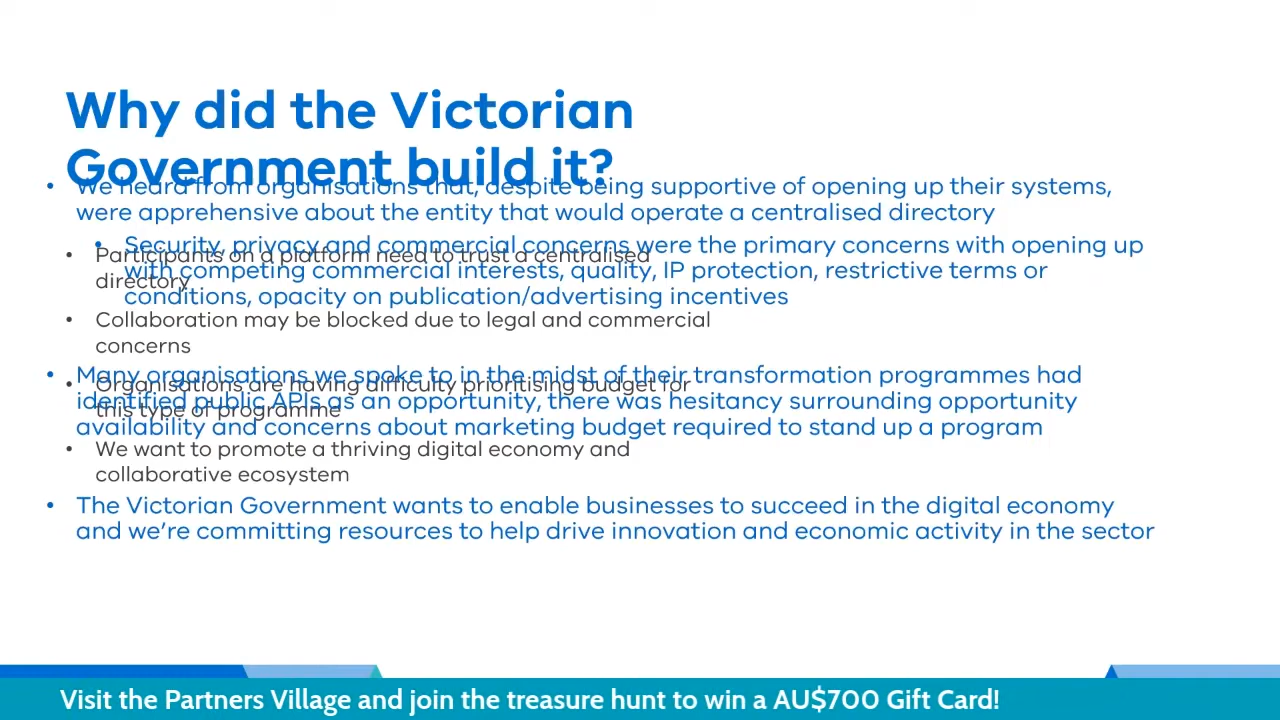 Why did the Victorian
Government build it?
• We heard from organisations that, despite being supportive of opening up their systems,
were apprehensive about the entity that would operate a centralised directory
• Security, privacy and commercial concerns were the primary concerns with opening up
with competing commercial interests, quality, IP protection, restrictive terms or
conditions, opacity on publication/advertising incentives
• Participants on a platform need to trust a centralised
directory
• Collaboration may be blocked due to legal and commercial
concerns
• Many organisations we spoke to in the midst of their transformation programmes had
identified public APIs as an opportunity, there was hesitancy surrounding opportunity
availability and concerns about marketing budget required to stand up a program
• Organisations are having difficulty prioritising budget for
this type of programme
• We want to promote a thriving digital economy and
collaborative ecosystem
• The Victorian Government wants to enable businesses to succeed in the digital economy
and we're committing resources to help drive innovation and economic activity in the sector
Visit the Partners Village and join the treasure hunt to win a AU$700 Gift Card!